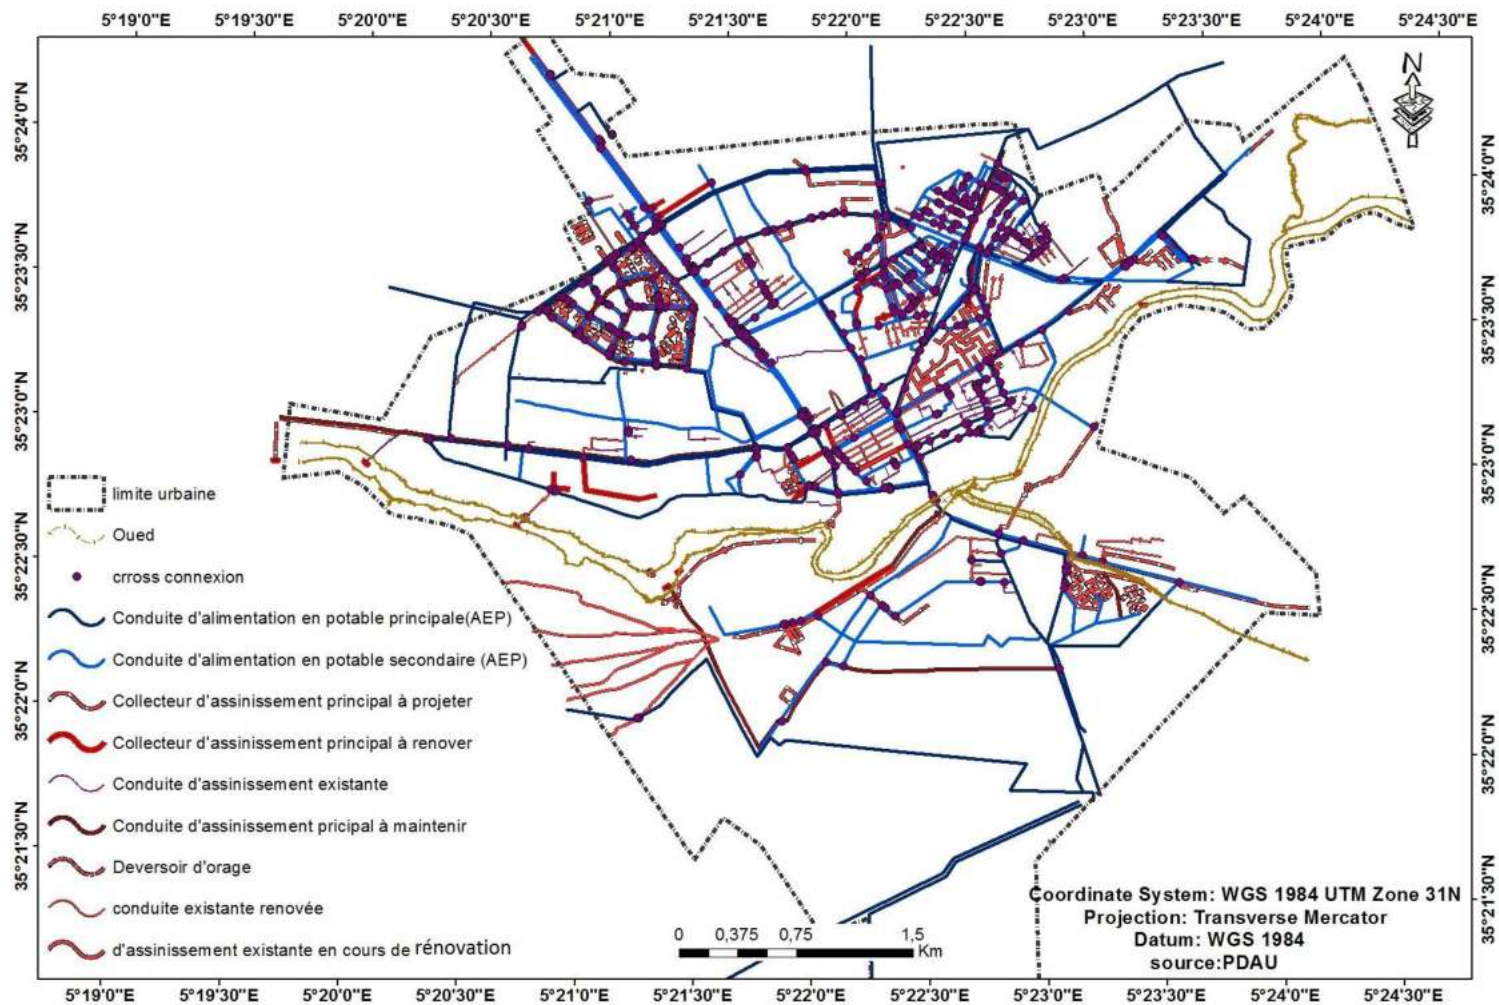 5°19'0"E 5°19'30"E 5°20'0"E 5°20'30"E 5°21'0"E 5°21'30"E 5°22'0"E 5°22'30"E 5°23'0"E 5°23'30"E 5°24'0"E 5°24'30"E
N
35°24'0"N
35°23'30"N
35°23'0"N
35°22'30"N
35°22'0"N
35°21'30"N
35°24'0"N
35°23'30"N
35°23'0"N
35°22'30"N
35°22'0"N
35°21'30"N
limite urbaine
Oued
crross connexion
Conduite d'alimentation en potable principale(AEP)
Conduite d'alimentation en potable secondaire (AEP)
Collecteur d'assinissement principal à projeter
Collecteur d'assinissement principal à renover
Conduite d'assinissement existante
Conduite d'assinissement pricipal à maintenir
Deversoir d'orage
conduite existante renovée
d'assinissement existante en cours de rénovation
0 0,375 0,75 1,5
Km
Coordinate System: WGS 1984 UTM Zone 31N
Projection: Transverse Mercator
Datum: WGS 1984
source:PDAU
5°19'0"E 5°19'30"E 5°20'0"E 5°20'30"E 5°21'0"E 5°21'30"E 5°22'0"E 5°22'30"E 5°23'0"E 5°23'30"E 5°24'0"E 5°24'30"E